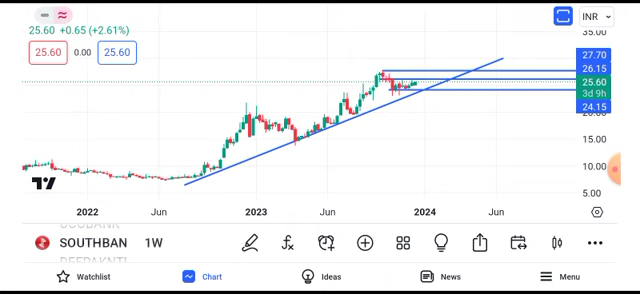 INR
25.60 +0.65 (+2.61%)
35.00
25.60 0.00 25.60
27.70
26.15
25.60
3d 9h
24.15
20.00
15.00
10.00
5.00
2022 Jun 2023 Jun 2024 Jun
SOUTHBAN 1W
Watchlist Chart Ideas News Menu